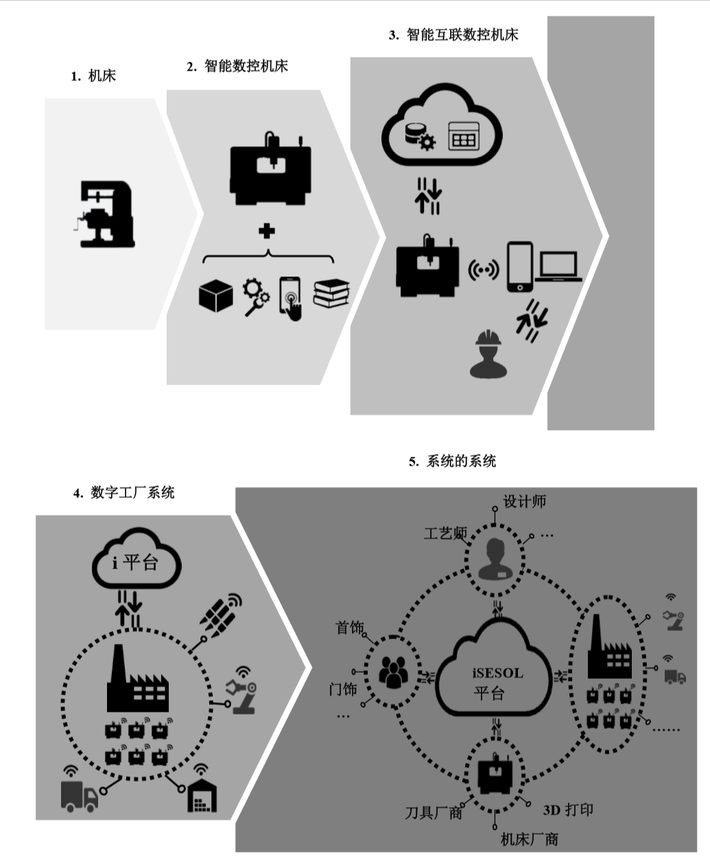 1. 机床
2. 智能数控机床
3. 智能互联数控机床
4. 数字工厂系统
i 平台
5. 系统的系统
设计师
工艺师
…
首饰
门饰
…
iSESOL
平台
……
刀具厂商
3D 打印
机床厂商